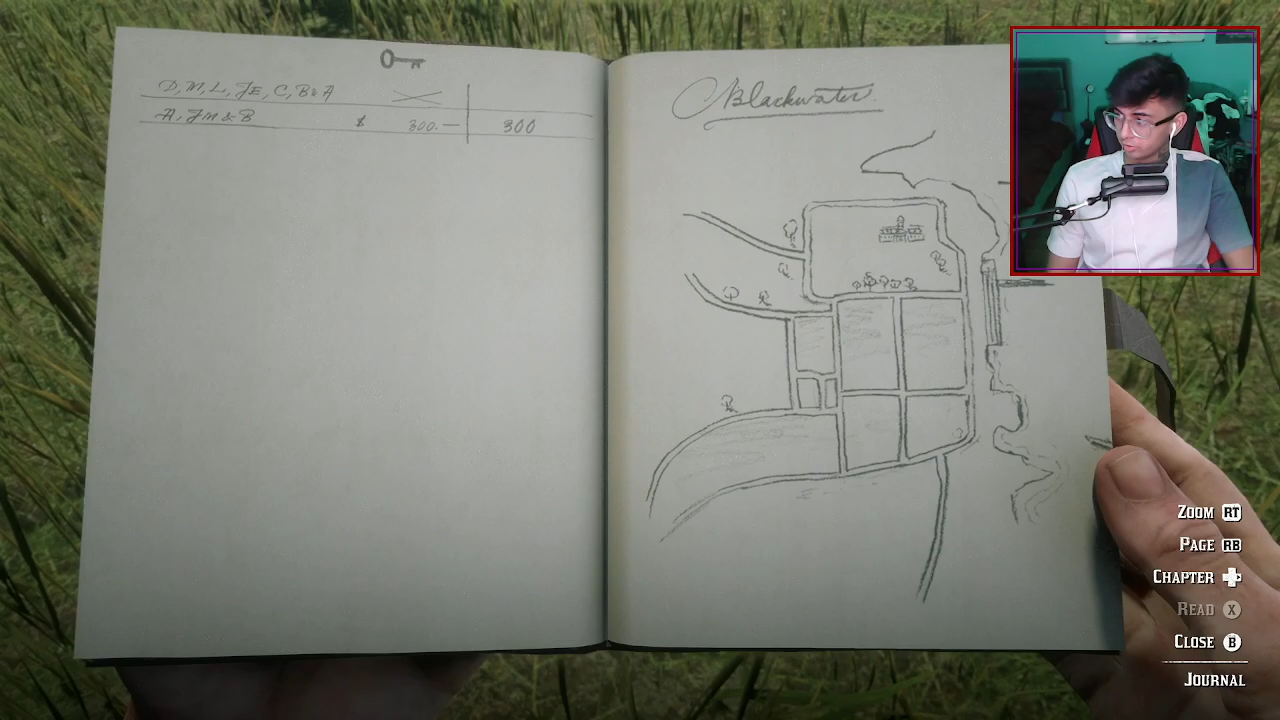 D, M, L, JE, C, B & A
A, JM & B $ 300.— 300
Blackwater.
ZOOM RT
PAGE RB
CHAPTER
READ X
CLOSE B
JOURNAL